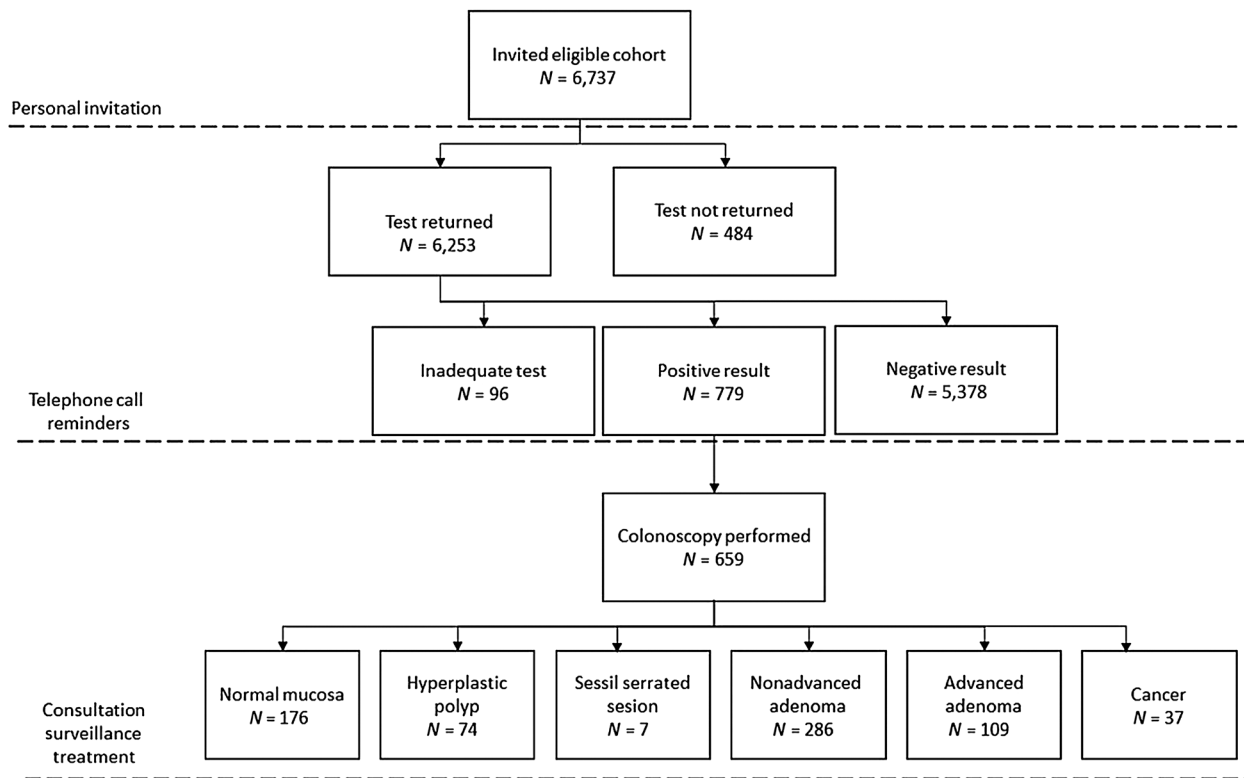 Invited eligible cohort
N = 6,737
Personal invitation
Test returned
N = 6,253
Test not returned
N = 484
Inadequate test
N = 96
Positive result
N = 779
Negative result
N = 5,378
Telephone call
reminders
Colonoscopy performed
N = 659
Normal mucosa
N = 176
Hyperplastic
polyp
N = 74
Sessil serrated
sesion
N = 7
Nonadvanced
adenoma
N = 286
Advanced
adenoma
N = 109
Cancer
N = 37
Consultation
surveillance
treatment